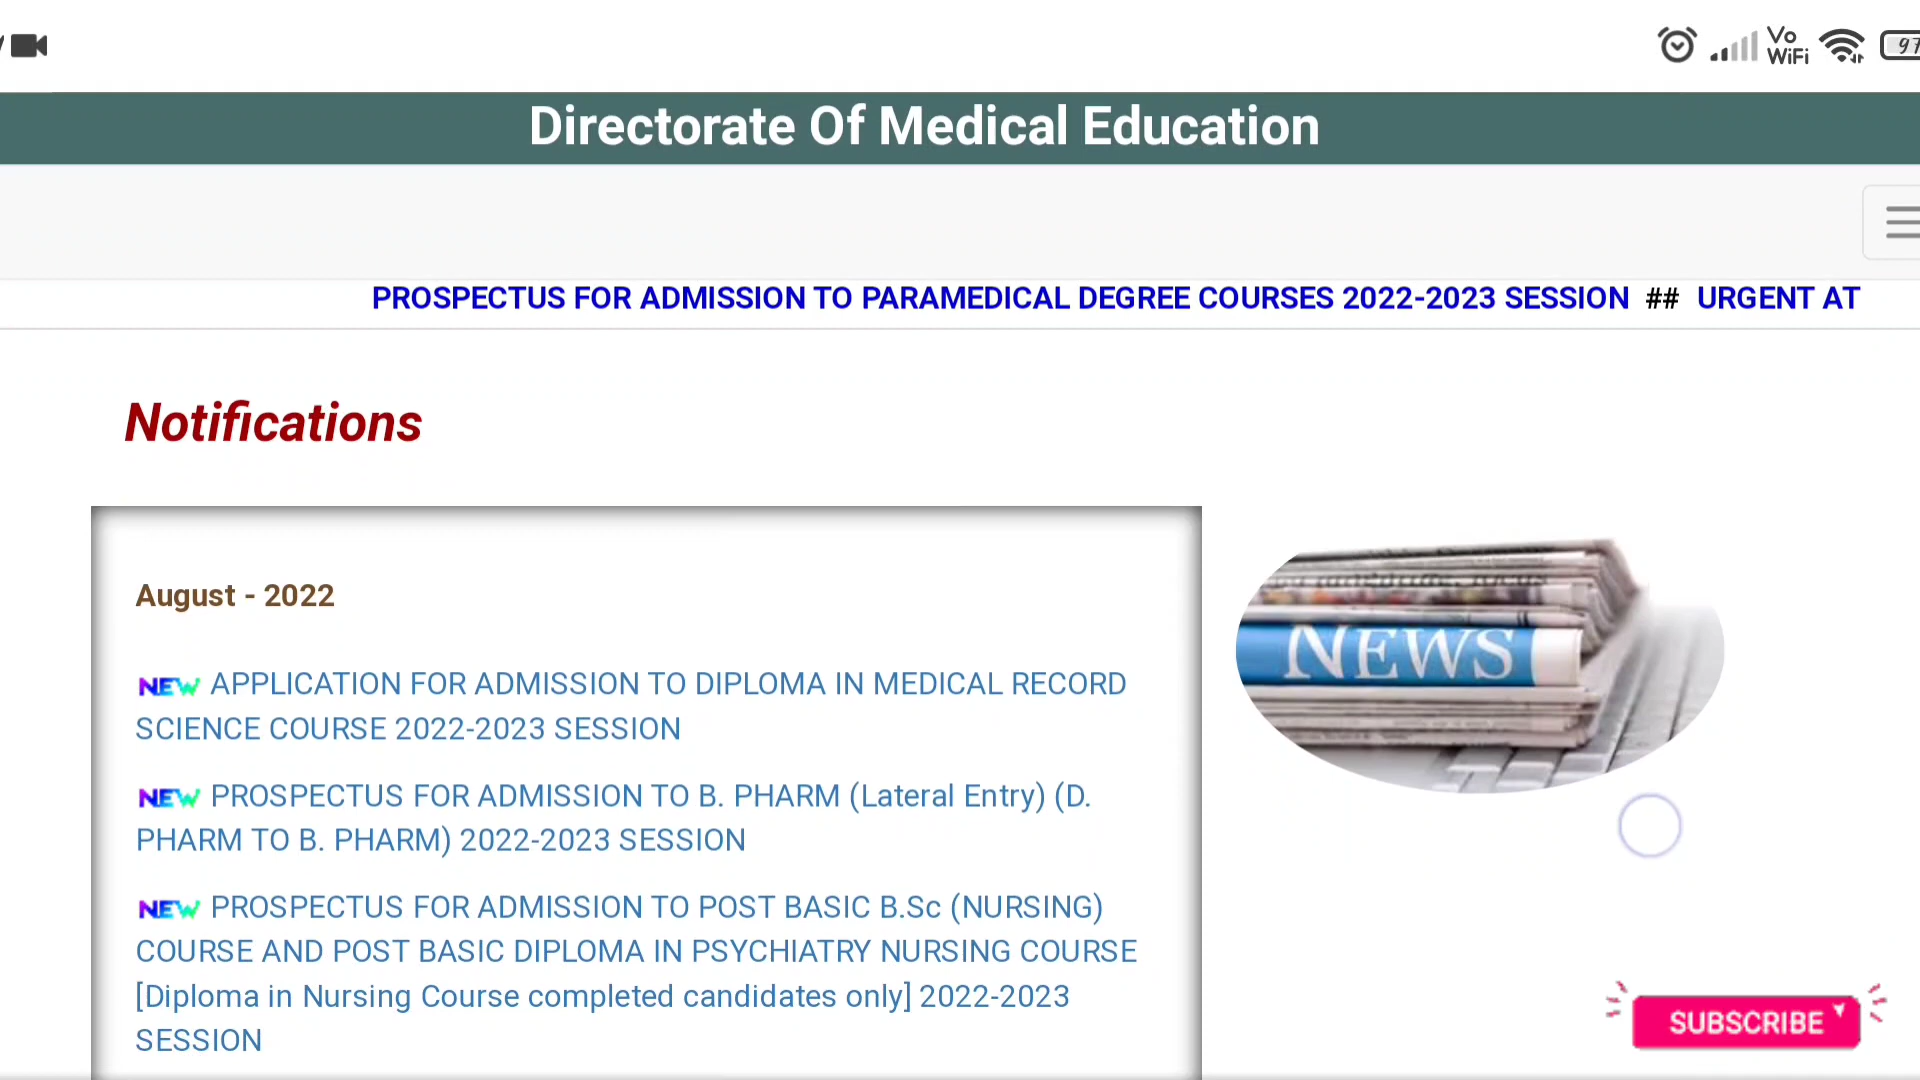 Vo
WiFi
97
Directorate Of Medical Education
PROSPECTUS FOR ADMISSION TO PARAMEDICAL DEGREE COURSES 2022-2023 SESSION ## URGENT AT
Notifications
August - 2022
NEW APPLICATION FOR ADMISSION TO DIPLOMA IN MEDICAL RECORD
SCIENCE COURSE 2022-2023 SESSION
NEW PROSPECTUS FOR ADMISSION TO B. PHARM (Lateral Entry) (D.
PHARM TO B. PHARM) 2022-2023 SESSION
NEW PROSPECTUS FOR ADMISSION TO POST BASIC B.Sc (NURSING)
COURSE AND POST BASIC DIPLOMA IN PSYCHIATRY NURSING COURSE
[Diploma in Nursing Course completed candidates only] 2022-2023
SESSION
NEWS
SUBSCRIBE